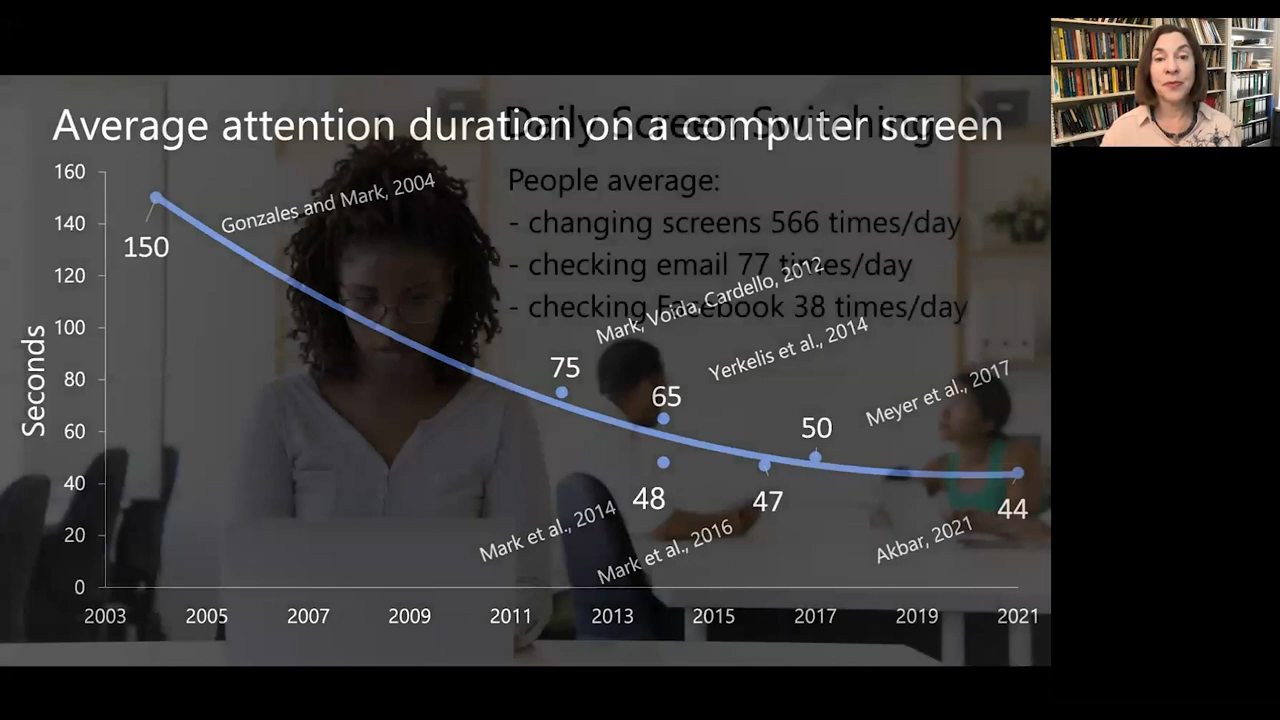 Average attention duration on a computer screen
Daily Screen Switching
People average:
- changing screens 566 times/day
- checking email 77 times/day
- checking Facebook 38 times/day
Seconds
160
140
120
100
80
60
40
20
0
150
Gonzales and Mark, 2004
75
Mark, Voida, Cardello, 2012
65
Yerkelis et al., 2014
48
Mark et al., 2014
47
Mark et al., 2016
50
Meyer et al., 2017
44
Akbar, 2021
2003 2005 2007 2009 2011 2013 2015 2017 2019 2021